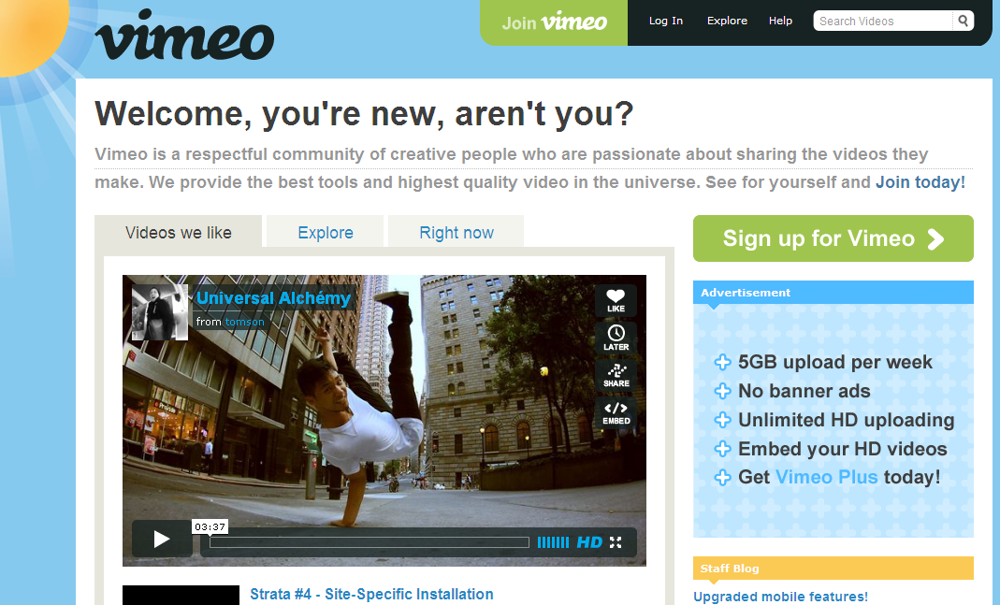 vimeo
Join vimeo
Log In
Explore
Help
Search Videos
Welcome, you're new, aren't you?
Vimeo is a respectful community of creative people who are passionate about sharing the videos they
make. We provide the best tools and highest quality video in the universe. See for yourself and Join today!
Videos we like
Explore
Right now
Sign up for Vimeo
Universal Alchémy
from tomson
LIKE
LATER
SHARE
EMBED
03:37
HD
Strata #4 - Site-Specific Installation
Advertisement
5GB upload per week
No banner ads
Unlimited HD uploading
Embed your HD videos
Get Vimeo Plus today!
Staff Blog
Upgraded mobile features!